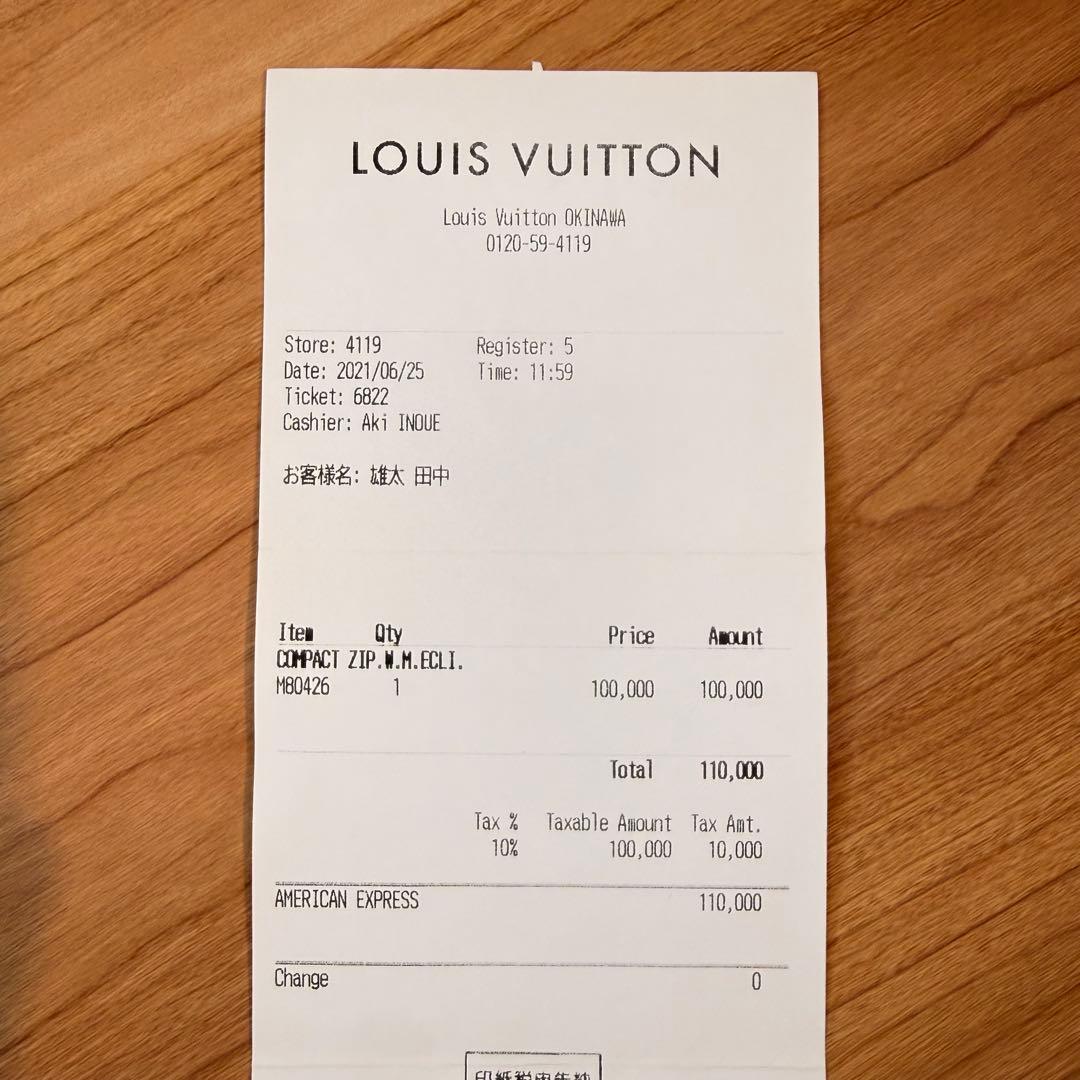 LOUIS VUITTON
Louis Vuitton OKINAWA
0120-59-4119
Store: 4119 Register: 5
Date: 2021/06/25 Time: 11:59
Ticket: 6822
Cashier: Aki INOUE
お客様名: 雄太 田中
Item Qty Price Amount
COMPACT ZIP.W.M.ECLI.
M80426 1 100,000 100,000
Total 110,000
Tax % Taxable Amount Tax Amt.
10% 100,000 10,000
AMERICAN EXPRESS 110,000
Change 0